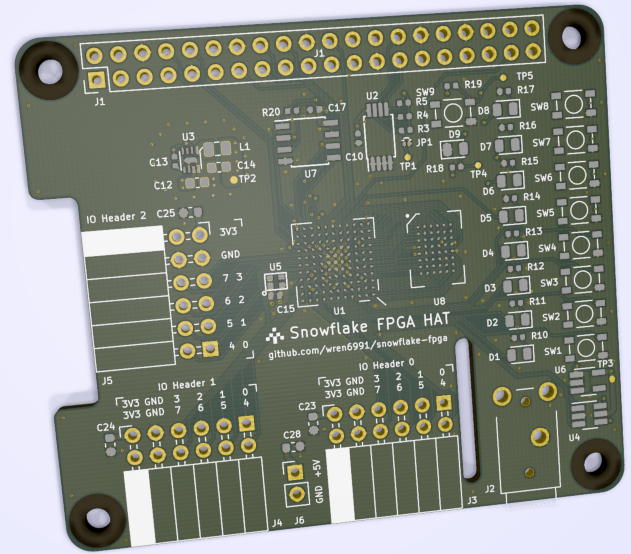 J1
J1
TP5
R19
R17
SW9
SW8
U2
R5
R4
R3
D8
R20
C17
JP1
D9
R16
SW7
D7
U3
L1
C13
C14
C12
TP2
U7
C10
TP1
R18
TP4
R15
SW6
D6
C25
R14
SW5
D5
IO Header 2
3V3
GND
7 3
6 2
5 1
4 0
J5
R13
SW4
D4
U5
C15
U1
U8
R12
SW3
D3
R11
SW2
D2
Snowflake FPGA HAT
github.com/wren6991/snowflake-fpga
R10
SW1
D1
U6
TP3
IO Header 1
3V3 GND 3 2 1 0
3V3 GND 7 6 5 4
IO Header 0
3V3 GND 3 2 1 0
3V3 GND 7 6 5 4
C24
C23
C28
+5V
GND
U4
J2
J4
J6
J3